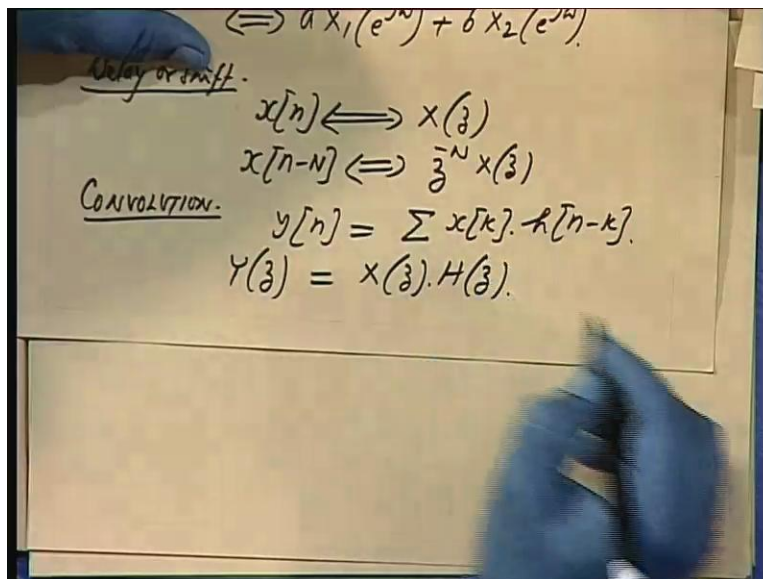 ⟺ a X₁(e^{jω}) + b X₂(e^{jω}).
Delay or shift.
x[n] ⟺ X(z)
x[n-N] ⟺ z^{-N} X(z)
CONVOLUTION.
y[n] = Σ x[k]. h[n-k].
Y(z) = X(z). H(z).